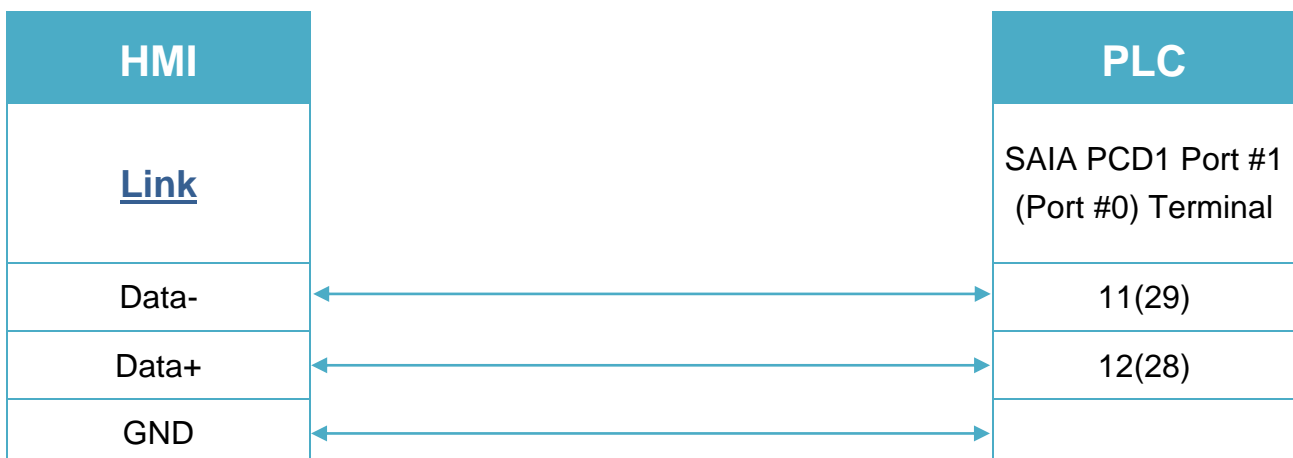 HMI
PLC
Link
SAIA PCD1 Port #1
(Port #0) Terminal
Data-
11(29)
Data+
12(28)
GND